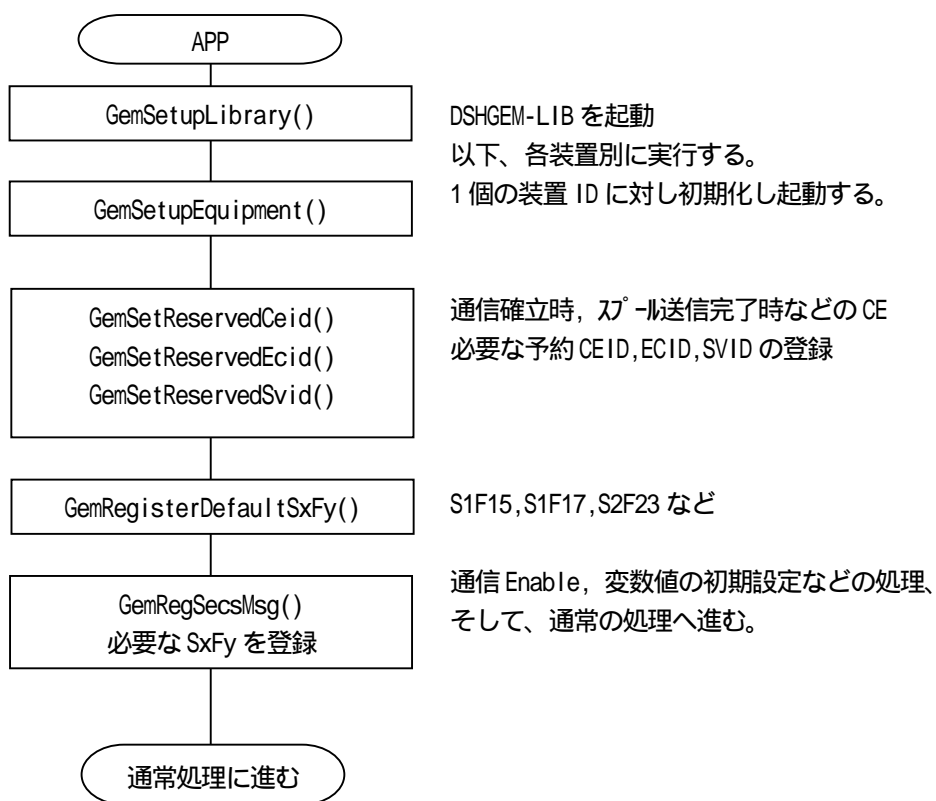 APP
GemSetupLibrary()
DSHGEM-LIB を起動
以下、各装置別に実行する。
1 個の装置 ID に対し初期化し起動する。
GemSetupEquipment()
GemSetReservedCeid()
GemSetReservedEcid()
GemSetReservedSvid()
通信確立時, ｽﾌﾟｰﾙ送信完了時などの CE
必要な予約 CEID,ECID,SVID の登録
GemRegisterDefaultSxFy()
S1F15,S1F17,S2F23 など
GemRegSecsMsg()
必要な SxFy を登録
通信 Enable, 変数値の初期設定などの処理、
そして、通常の処理へ進む。
通常処理に進む